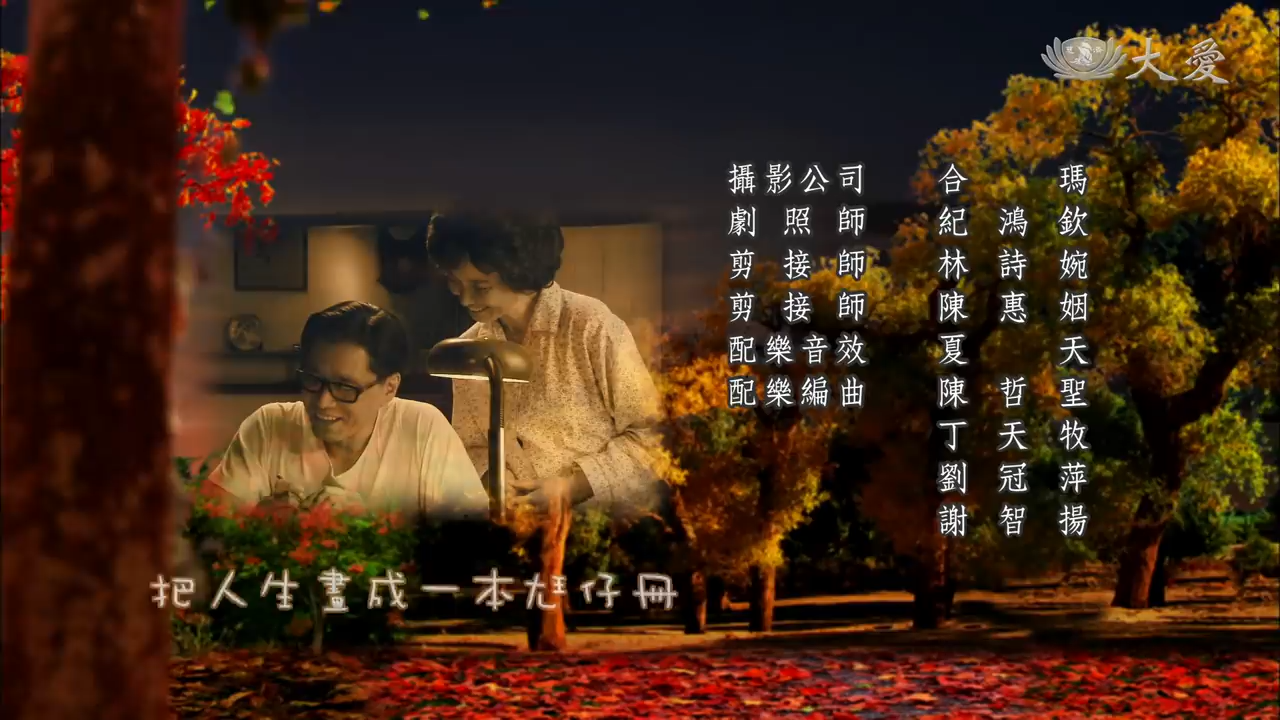 大愛
攝影公司 合瑪
劇照師 紀鴻欽
剪接師 林詩婉
剪接師 陳惠姻
配樂音效 夏天
配樂編曲 陳哲聖
丁天牧
劉冠萍
謝智揚
把人生畫成一本尪仔冊